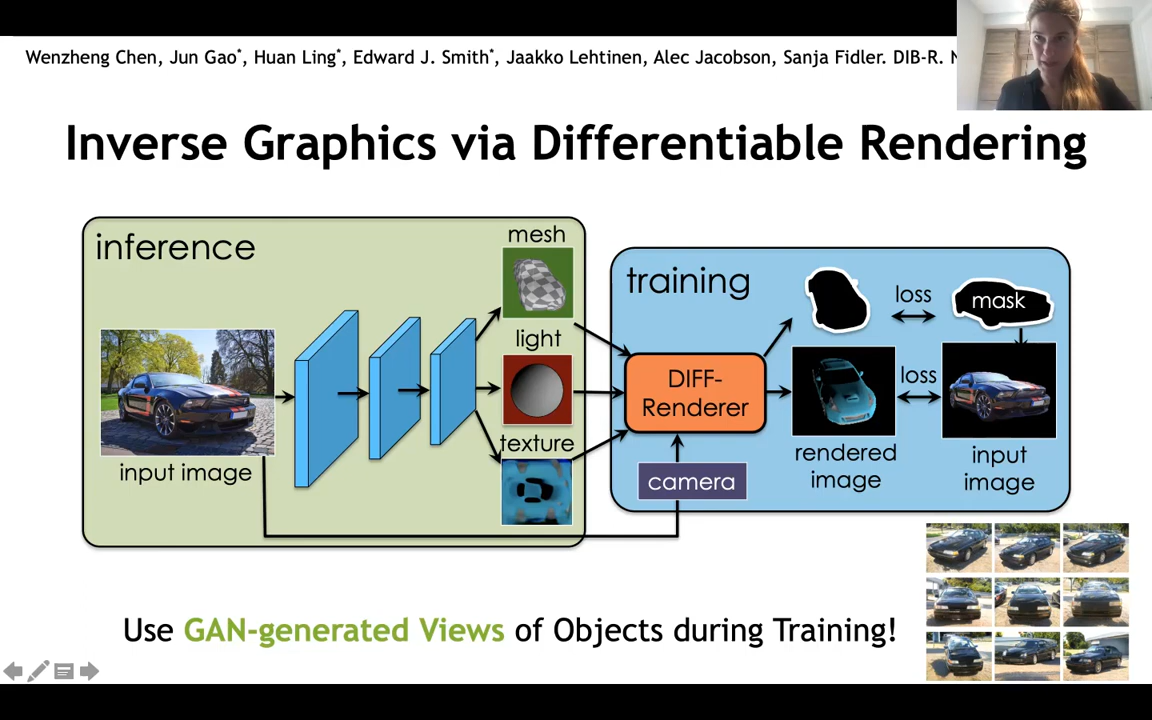 Wenzheng Chen, Jun Gao*, Huan Ling*, Edward J. Smith*, Jaakko Lehtinen, Alec Jacobson, Sanja Fidler. DIB-R.
Inverse Graphics via Differentiable Rendering
inference
mesh
light
texture
input image
training
loss
mask
DIFF-
Renderer
loss
camera
rendered
image
input
image
Use GAN-generated Views of Objects during Training!